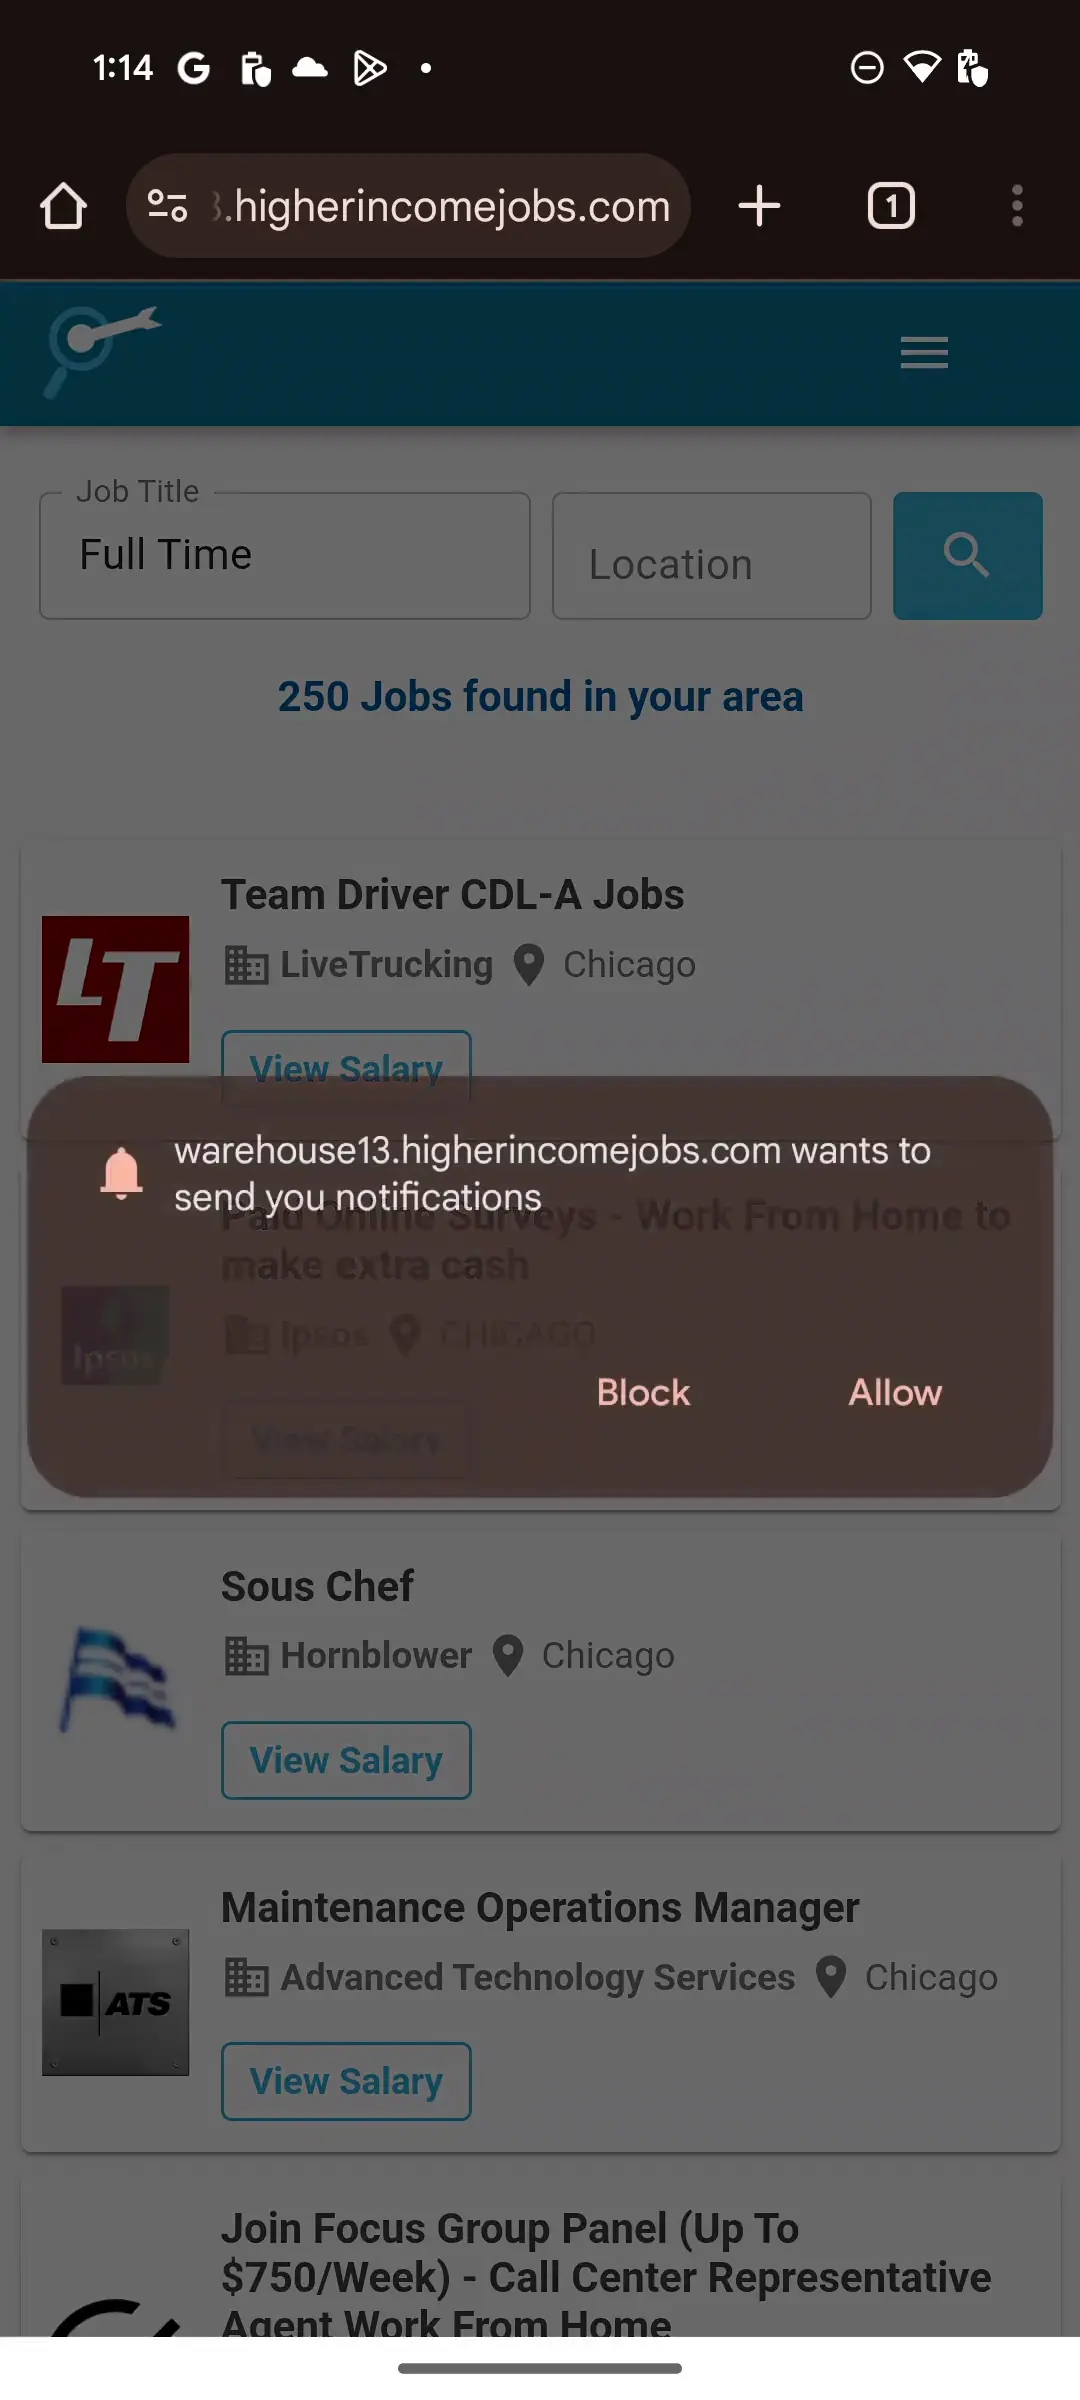 1:14
.higherincomejobs.com
1
Job Title
Full Time
Location
250 Jobs found in your area
Team Driver CDL-A Jobs
LT
LiveTrucking Chicago
View Salary
warehouse13.higherincomejobs.com wants to
send you notifications
Paid Online Surveys - Work From Home to
make extra cash
Ipsos
Ipsos CHICAGO
Block Allow
View Salary
Sous Chef
Hornblower Chicago
View Salary
Maintenance Operations Manager
ATS
Advanced Technology Services Chicago
View Salary
Join Focus Group Panel (Up To
$750/Week) - Call Center Representative
Agent Work From Home